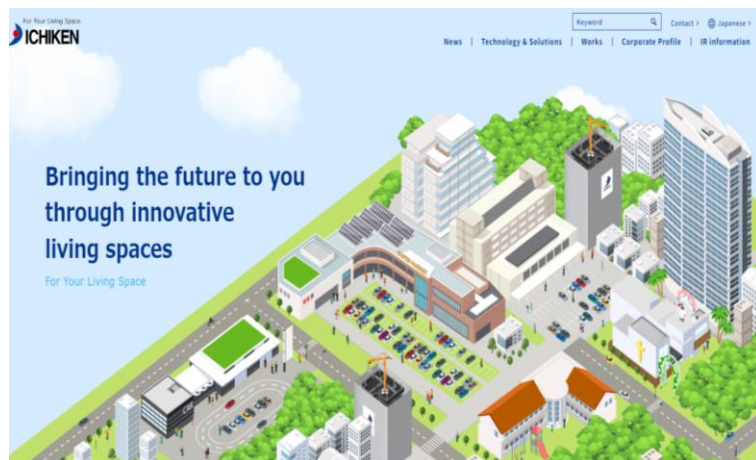 For Your Living Space
ICHIKEN
Keyword
Contact >
Japanese >
News | Technology & Solutions | Works | Corporate Profile | IR information
Bringing the future to you
through innovative
living spaces
For Your Living Space